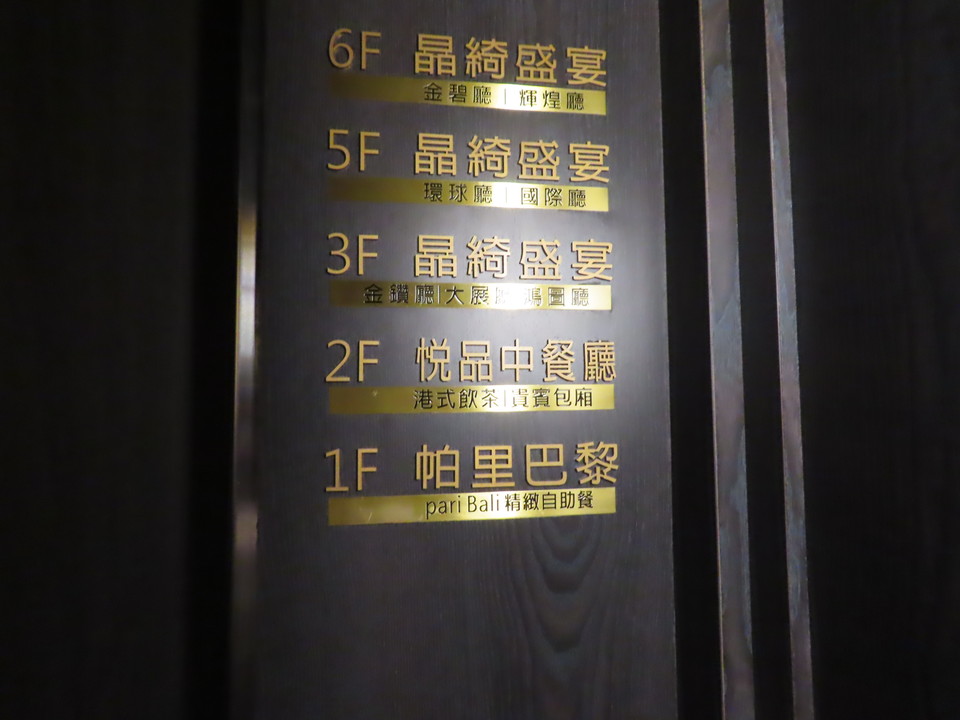 6F 晶綺盛宴
金碧廳 | 輝煌廳
5F 晶綺盛宴
環球廳 | 國際廳
3F 晶綺盛宴
金鑽廳|大展 鴻圖廳
2F 悅品中餐廳
港式飲茶|貴賓包廂
1F 帕里巴黎
pari Bali 精緻自助餐